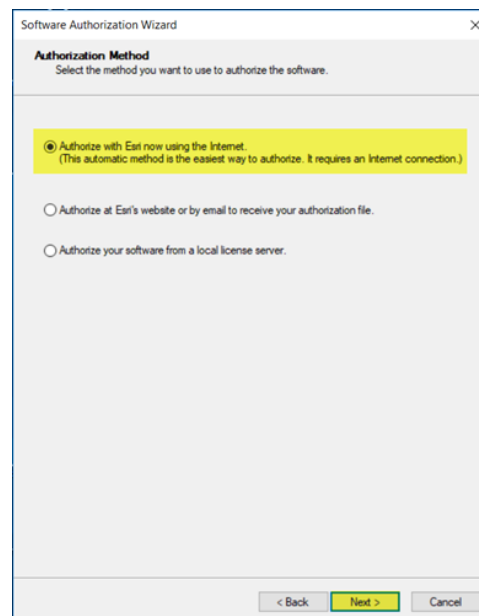 Software Authorization Wizard
Authorization Method
Select the method you want to use to authorize the software.
Authorize with Esri now using the Internet.
(This automatic method is the easiest way to authorize. It requires an Internet connection.)
Authorize at Esri's website or by email to receive your authorization file.
Authorize your software from a local license server.
< Back Next > Cancel